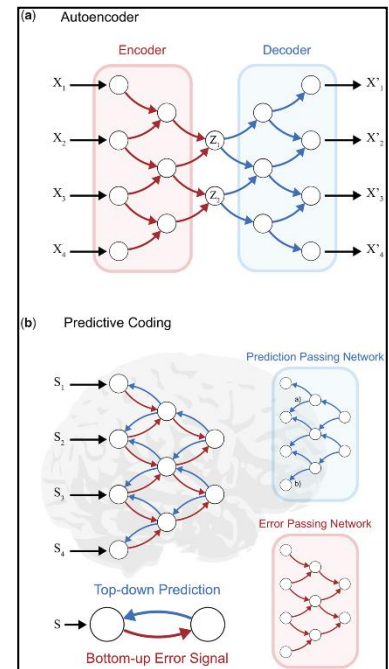 (a) Autoencoder
Encoder Decoder
X1 X'1
X2 Z1 X'2
X3 Z2 X'3
X4 X'4
(b) Predictive Coding
Prediction Passing Network
S1
a)
S2
S3
b)
Error Passing Network
S4
Top-down Prediction
S
Bottom-up Error Signal